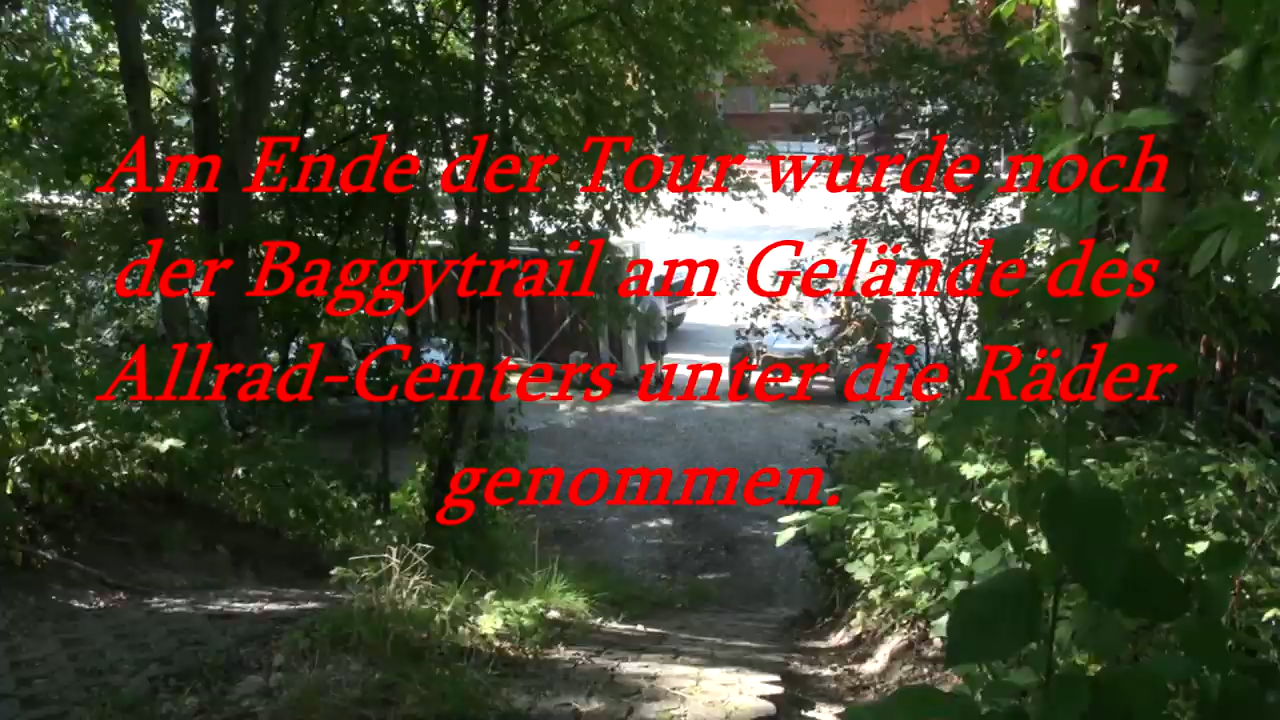 Am Ende der Tour wurde noch
der Baggytrail am Gelände des
Allrad-Centers unter die Räder
genommen.